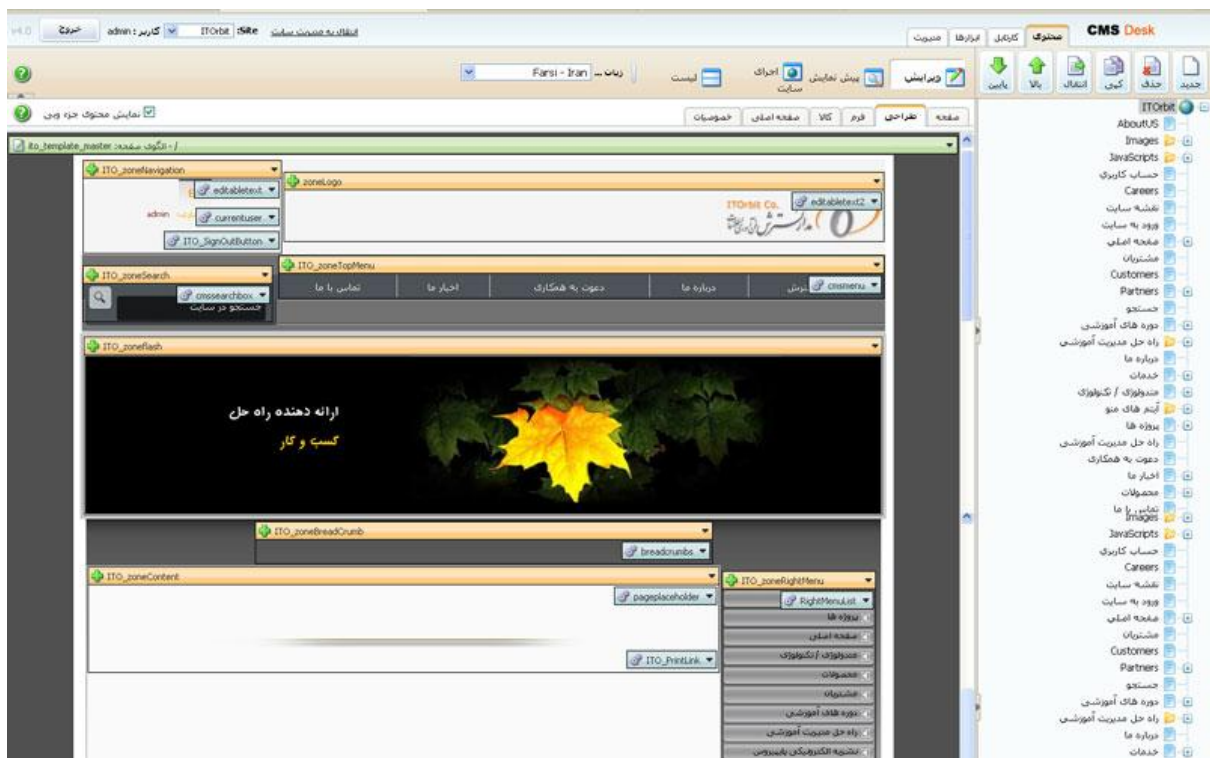 CMS Desk
محتوی
کارتابل
ابزارها
مدیریت
انتقال به مدیریت سایت
Site:
ITOrbit
کاربر : admin
خروج
v4.0
جدید
حذف
کپی
انتقال
بالا
پایین
ویرایش
پیش نمایش
اجرای سایت
لیست
زبان ...
Farsi - Iran
صفحه
طراحی
فرم
کالا
صفحه اصلی
خصوصیات
نمایش محتوی جزء وبی
/ - الگوی صفحه: ito_template_master
ITO_zoneNavigation
editabletext
currentuser
admin
ITO_SignOutButton
zoneLogo
editabletext2
ITOrbit Co.
ITO_zoneSearch
cmssearchbox
جستجو در سایت
ITO_zoneTopMenu
cmsmenu
درباره ما
دعوت به همکاری
اخبار ما
تماس با ما
ITO_zoneflash
ارائه دهنده راه حل
کسب و کار
ITO_zoneBreadCrumb
breadcrumbs
ITO_zoneContent
pageplaceholder
ITO_PrintLink
ITO_zoneRightMenu
RightMenuList
پروژه ها
صفحه اصلی
متدولوژی / تکنولوژی
محصولات
مشتریان
دوره های آموزشی
راه حل مدیریت آموزشی
نشریه الکترونیکی پاپیروس
ITOrbit
AboutUS
Images
JavaScripts
حساب کاربری
Careers
نقشه سایت
ورود به سایت
صفحه اصلی
مشتریان
Customers
Partners
جستجو
دوره های آموزشی
راه حل مدیریت آموزشی
درباره ما
خدمات
متدولوژی / تکنولوژی
آیتم های منو
پروژه ها
راه حل مدیریت آموزشی
دعوت به همکاری
اخبار ما
محصولات
تماس با ما
Images
JavaScripts
حساب کاربری
Careers
نقشه سایت
ورود به سایت
صفحه اصلی
مشتریان
Customers
Partners
جستجو
دوره های آموزشی
راه حل مدیریت آموزشی
درباره ما
خدمات